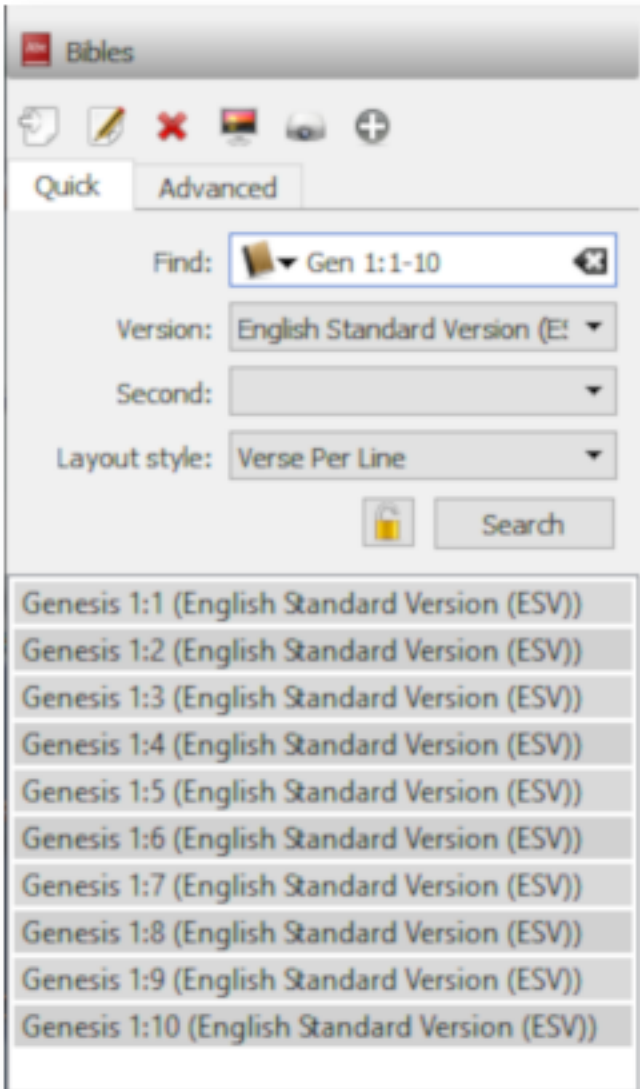 Bibles
Quick Advanced
Find: Gen 1:1-10
Version: English Standard Version (E
Second:
Layout style: Verse Per Line
Search
Genesis 1:1 (English Standard Version (ESV))
Genesis 1:2 (English Standard Version (ESV))
Genesis 1:3 (English Standard Version (ESV))
Genesis 1:4 (English Standard Version (ESV))
Genesis 1:5 (English Standard Version (ESV))
Genesis 1:6 (English Standard Version (ESV))
Genesis 1:7 (English Standard Version (ESV))
Genesis 1:8 (English Standard Version (ESV))
Genesis 1:9 (English Standard Version (ESV))
Genesis 1:10 (English Standard Version (ESV))